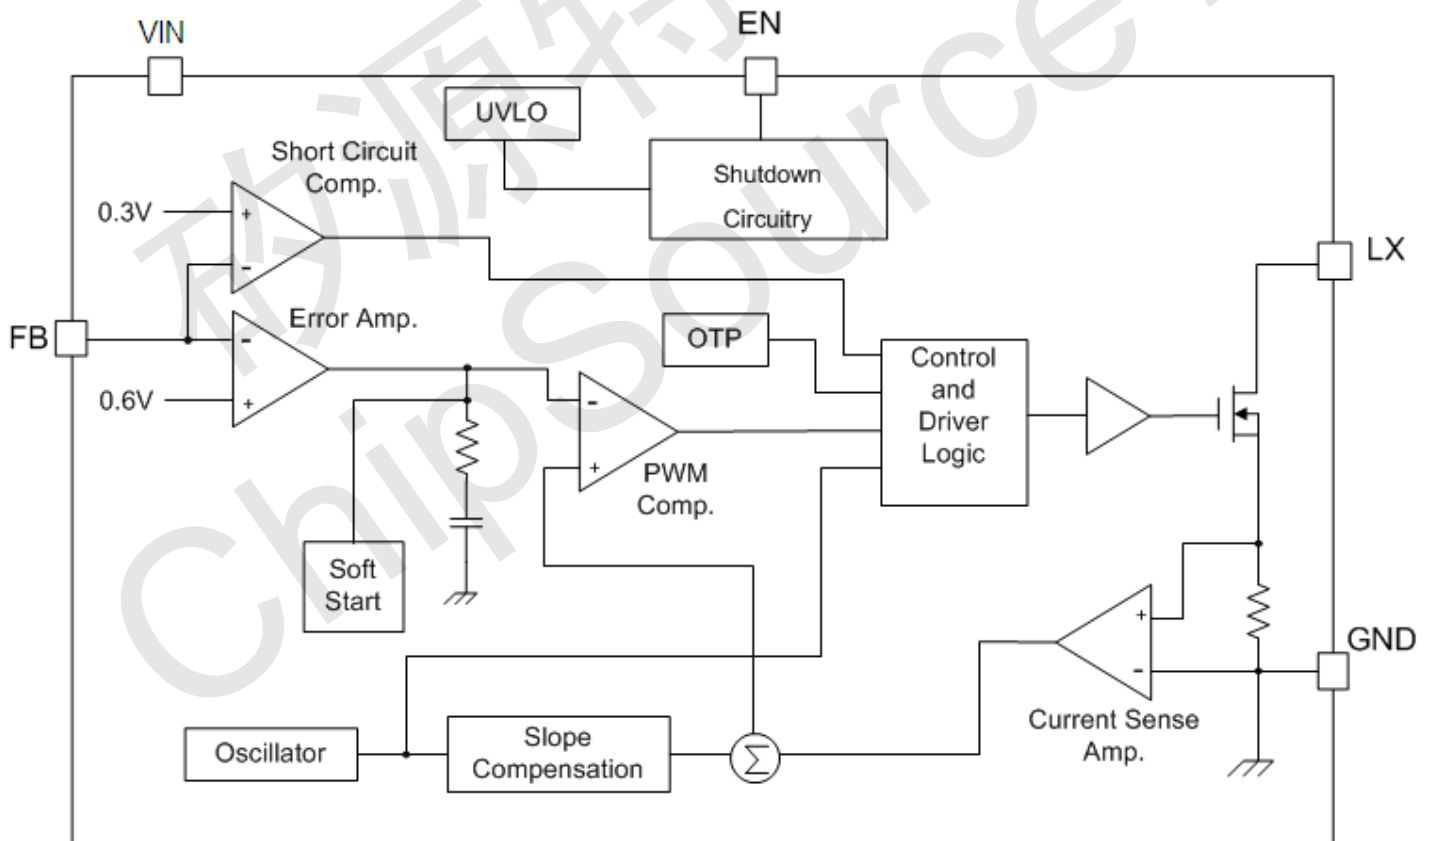 VIN
EN
UVLO
Short Circuit
Comp.
Shutdown
Circuitry
0.3V
+
-
LX
FB
Error Amp.
-
0.6V
+
OTP
Control
and
Driver
Logic
-
+
PWM
Comp.
Soft
Start
+
-
GND
Current Sense
Amp.
Oscillator
Slope
Compensation
Σ
矽源特
ChipSource